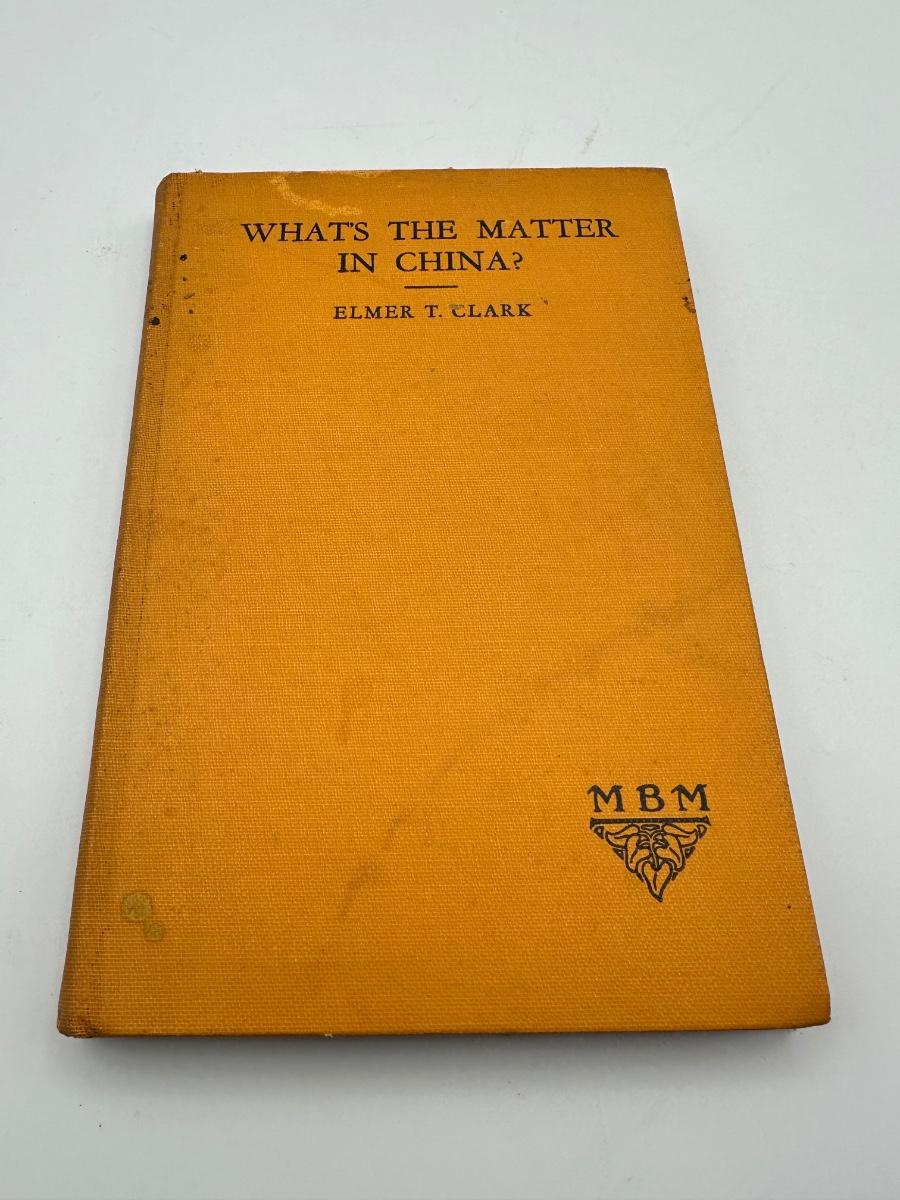 WHAT'S THE MATTER
IN CHINA?
ELMER T. CLARK
MBM